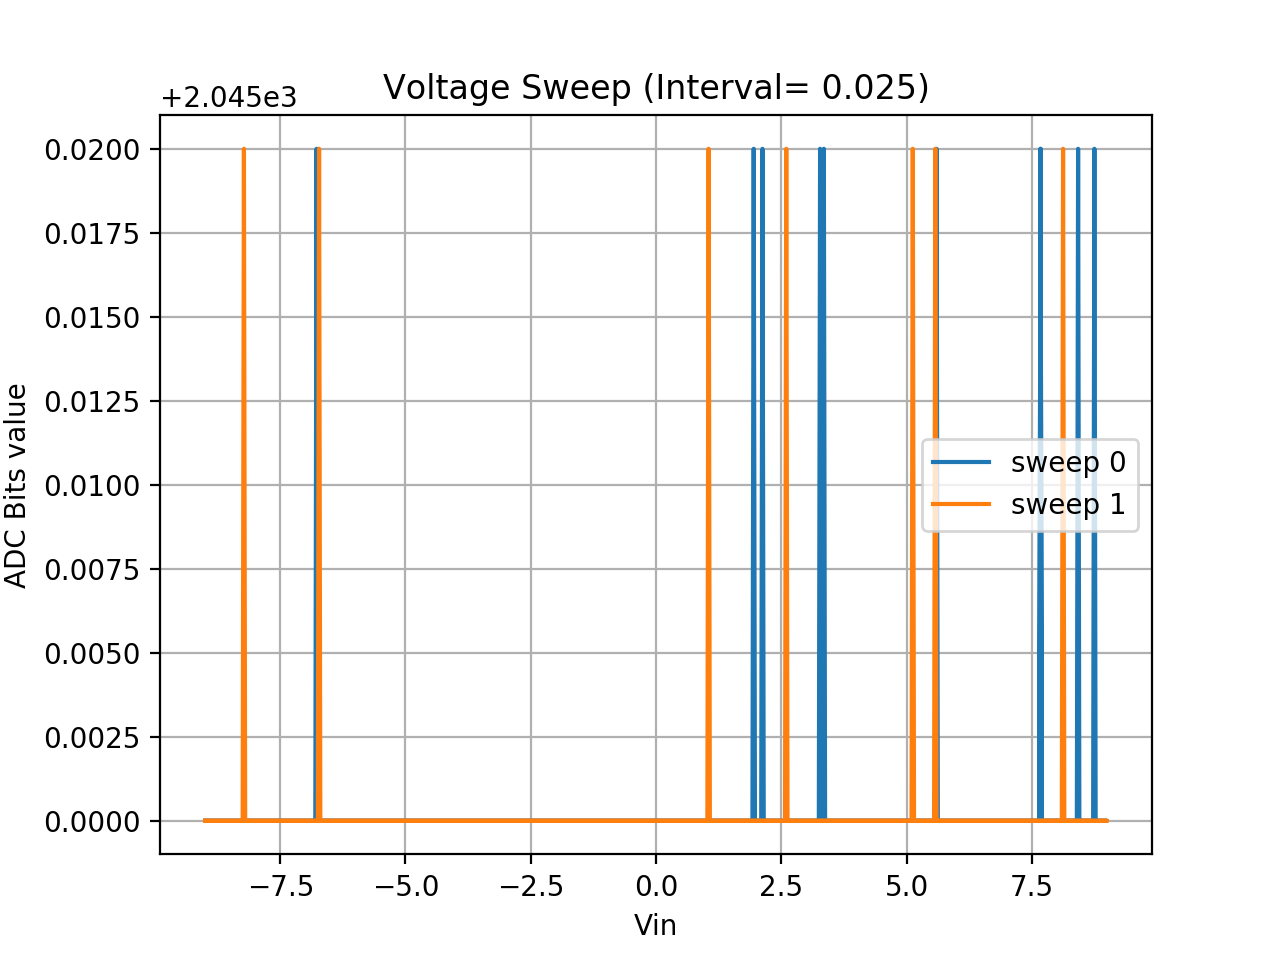 Voltage Sweep (Interval= 0.025)
+2.045e3
0.0200
0.0175
0.0150
0.0125
0.0100
0.0075
0.0050
0.0025
0.0000
ADC Bits value
sweep 0
sweep 1
−7.5 −5.0 −2.5 0.0 2.5 5.0 7.5
Vin